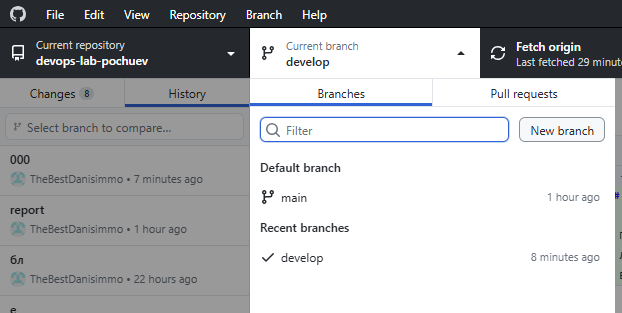 File Edit View Repository Branch Help
Current repository
devops-lab-pochuev
Current branch
develop
Fetch origin
Last fetched 29 minut
Changes 8
History
Branches
Pull requests
Select branch to compare...
Filter
New branch
000
TheBestDanisimmo • 7 minutes ago
Default branch
main 1 hour ago
report
TheBestDanisimmo • 1 hour ago
Recent branches
develop 8 minutes ago
бл
TheBestDanisimmo • 22 hours ago